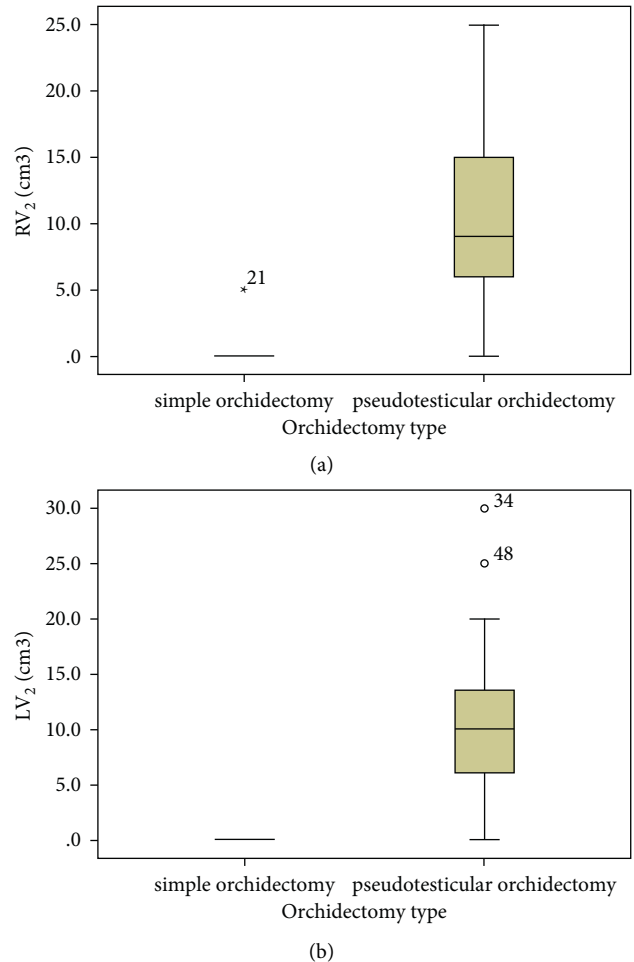 25.0
20.0
15.0
10.0
5.0
.0
RV₂ (cm3)
21
simple orchidectomy pseudotesticular orchidectomy
Orchidectomy type
(a)
30.0
25.0
20.0
15.0
10.0
5.0
.0
LV₂ (cm3)
34
48
simple orchidectomy pseudotesticular orchidectomy
Orchidectomy type
(b)